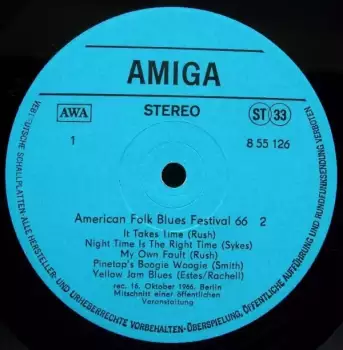 AMIGA
AWA
STEREO
ST 33
1
8 55 126
American Folk Blues Festival 66 2
It Takes Time (Rush)
Night Time Is The Right Time (Sykes)
My Own Fault (Rush)
Pinetop's Boogie Woogie (Smith)
Yellow Jam Blues (Estes/Rachell)
rec. 16. Oktober 1966. Berlin
Mitschnitt einer öffentlichen
Veranstaltung
DEUTSCHE SCHALLPLATTEN·ALLE HERSTELLER- UND URHEBERRECHTE VORBEHALTEN·ÜBERSPIELUNG, ÖFFENTLICHE AUFFÜHRUNG UND RUNDFUNKSENDUNG VERBOTEN